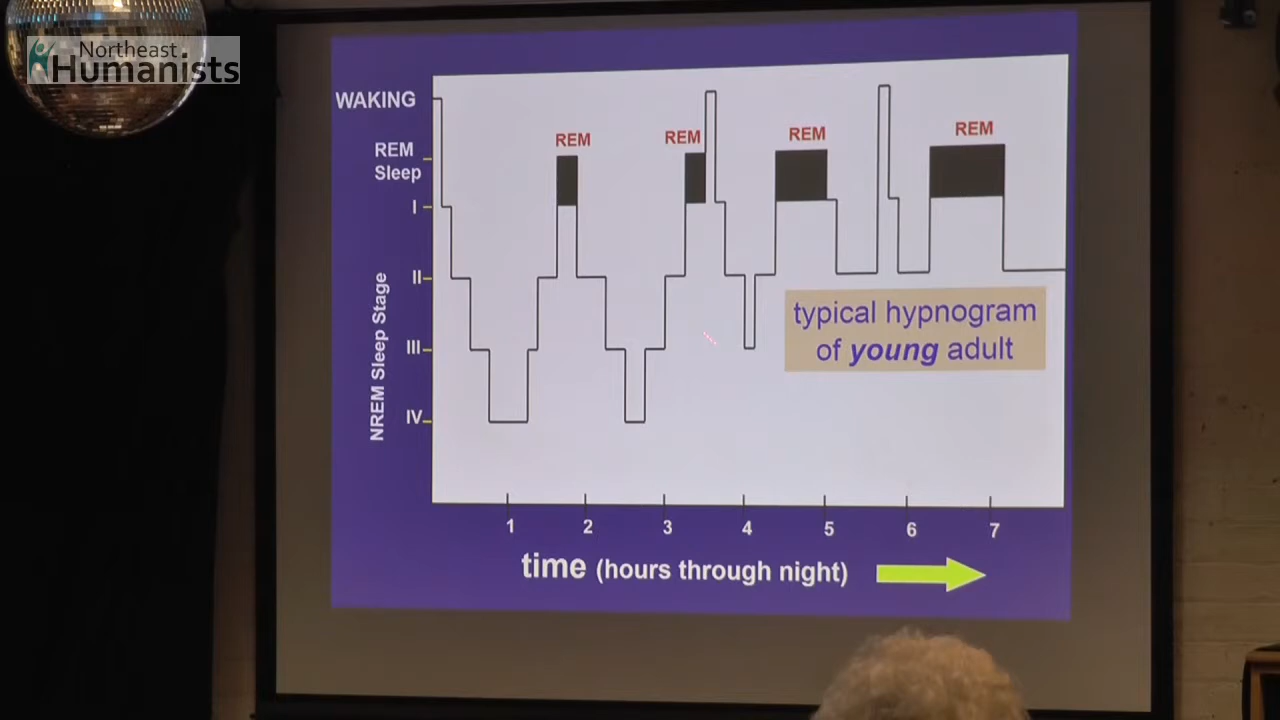 Northeast
Humanists
WAKING
REM
Sleep
I
II
III
IV
NREM Sleep Stage
REM
REM
REM
REM
typical hypnogram
of young adult
1 2 3 4 5 6 7
time (hours through night)